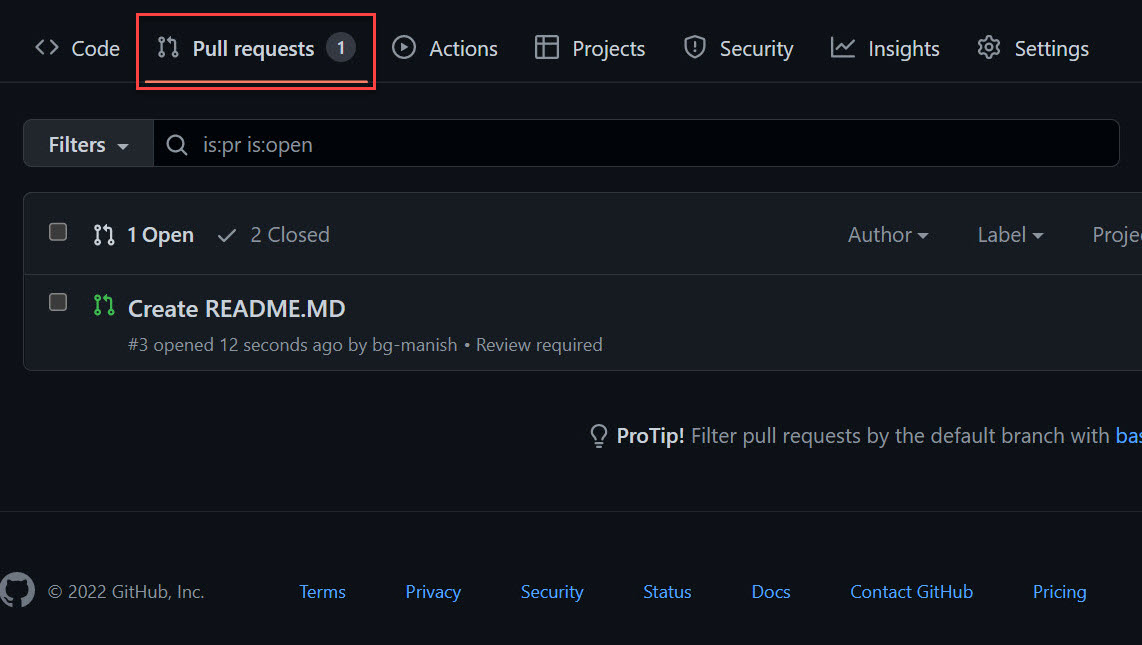 Code Pull requests 1 Actions Projects Security Insights Settings
Filters is:pr is:open
1 Open 2 Closed Author Label
Create README.MD
#3 opened 12 seconds ago by bg-manish • Review required
ProTip! Filter pull requests by the default branch with
© 2022 GitHub, Inc. Terms Privacy Security Status Docs Contact GitHub Pricing